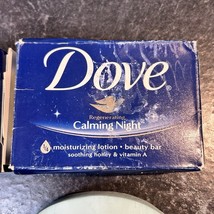 Dove
Regenerating
Calming Night
¼ moisturizing lotion • beauty bar
soothing honey & vitamin A